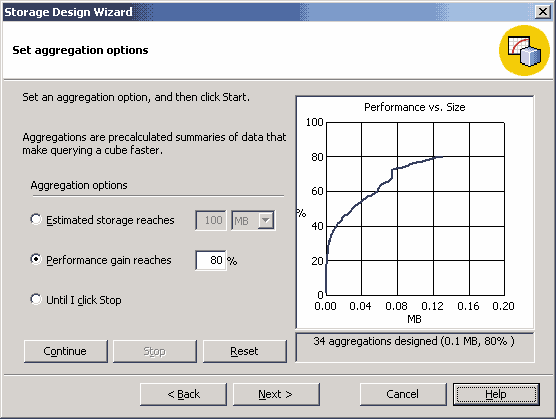 Storage Design Wizard
Set aggregation options
Set an aggregation option, and then click Start.
Aggregations are precalculated summaries of data that
make querying a cube faster.
Aggregation options
Estimated storage reaches 100 MB
Performance gain reaches 80 %
Until I click Stop
Continue Stop Reset
Performance vs. Size
100
80
60
%
40
20
0
0.00 0.04 0.08 0.12 0.16 0.20
MB
34 aggregations designed (0.1 MB, 80% )
< Back Next > Cancel Help